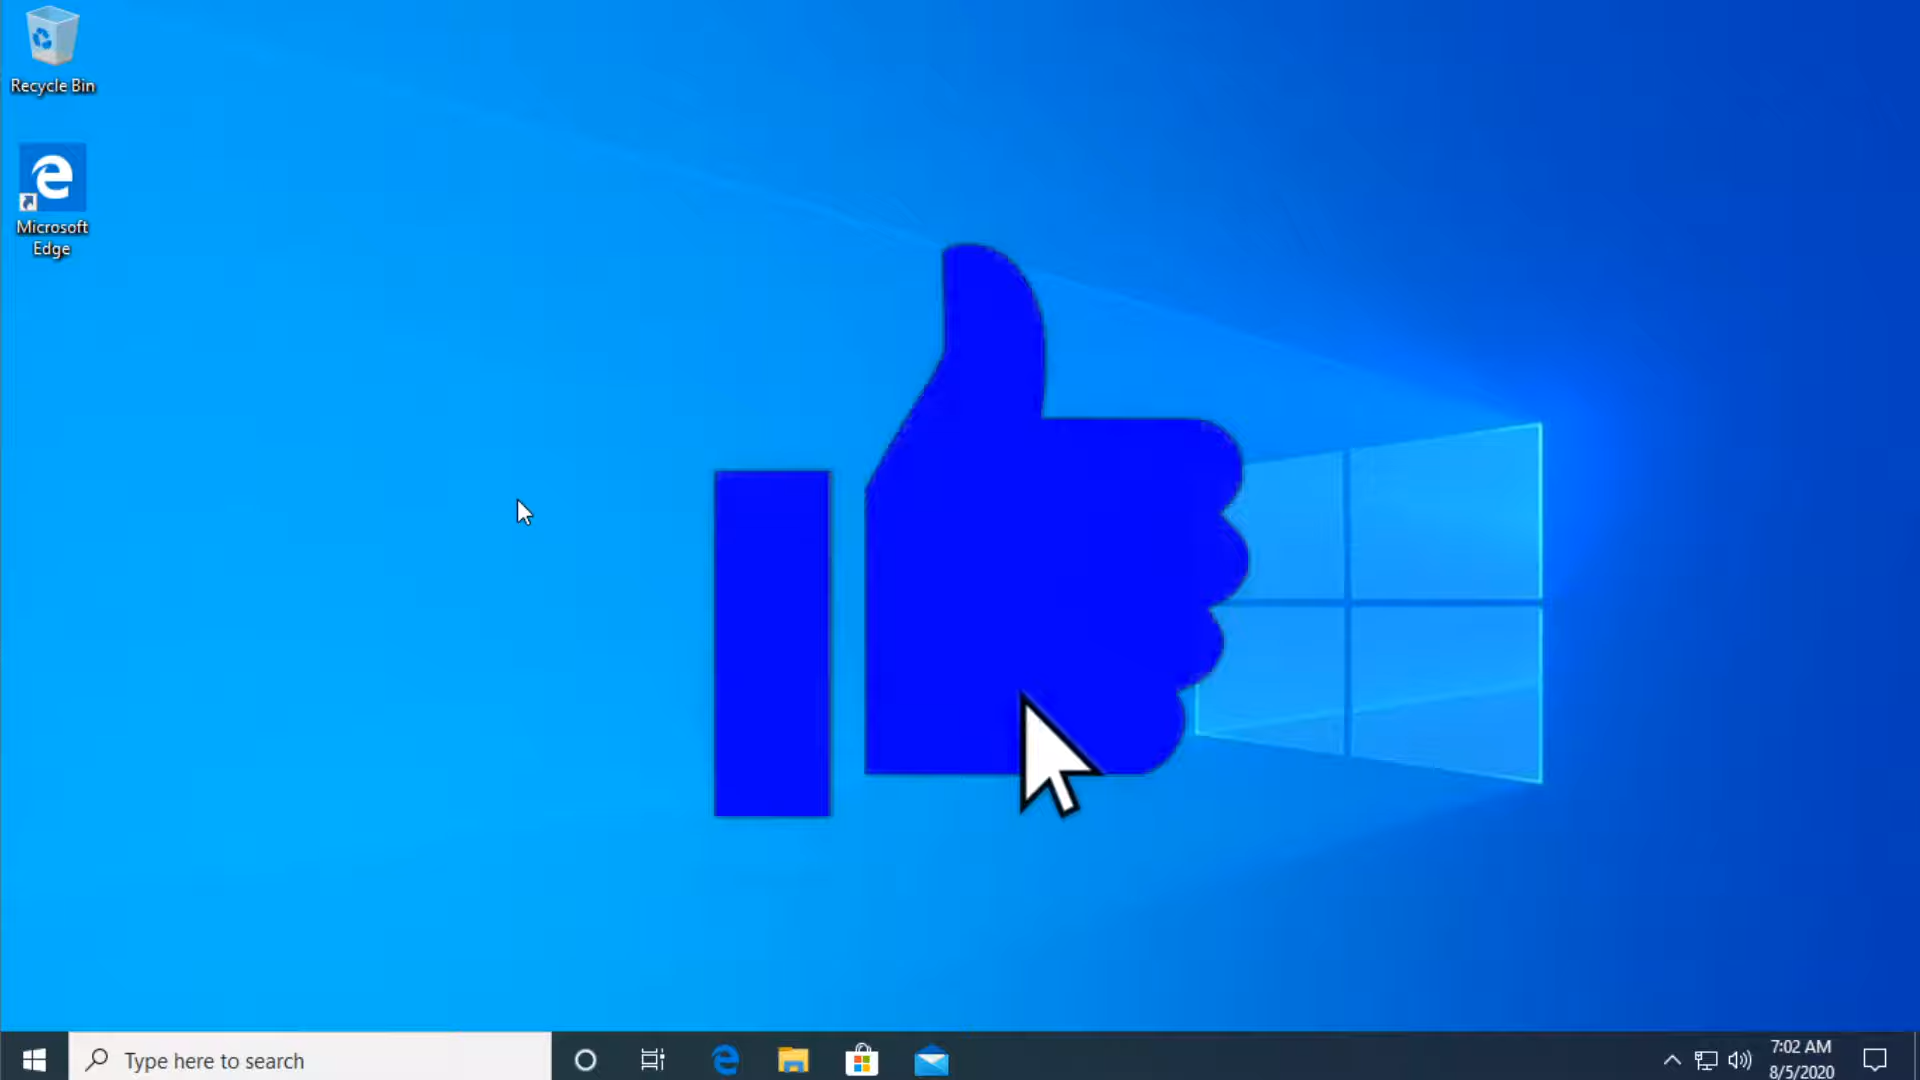 Recycle Bin
Microsoft
Edge
Type here to search
7:02 AM
8/5/2020